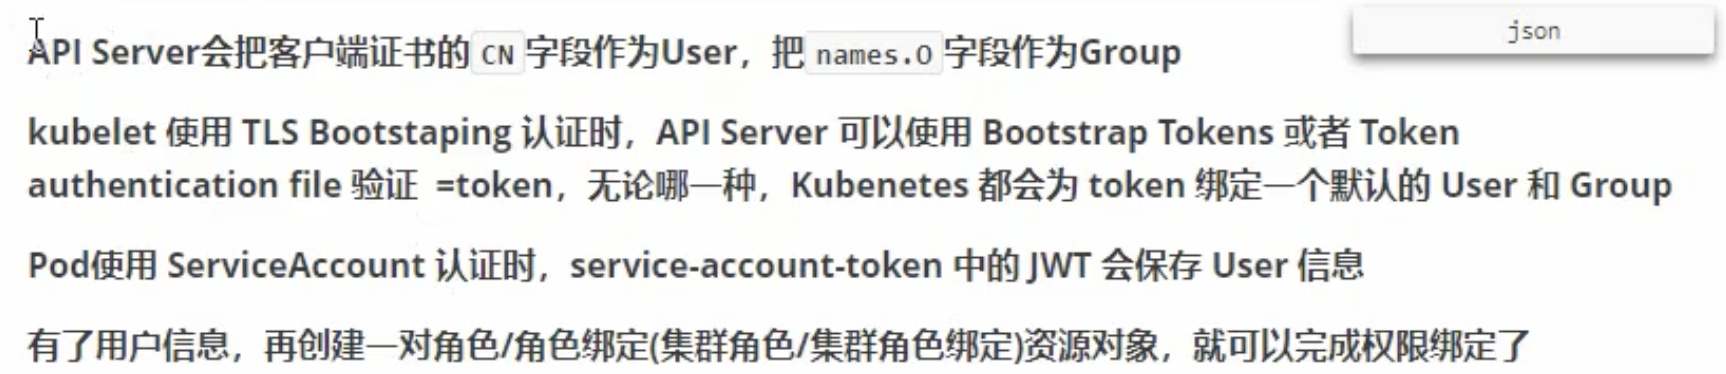 json
API Server会把客户端证书的 CN 字段作为User，把 names.O 字段作为Group
kubelet 使用 TLS Bootstaping 认证时，API Server 可以使用 Bootstrap Tokens 或者 Token
authentication file 验证 =token，无论哪一种，Kubenetes 都会为 token 绑定一个默认的 User 和 Group
Pod使用 ServiceAccount 认证时，service-account-token 中的 JWT 会保存 User 信息
有了用户信息，再创建一对角色/角色绑定(集群角色/集群角色绑定)资源对象，就可以完成权限绑定了